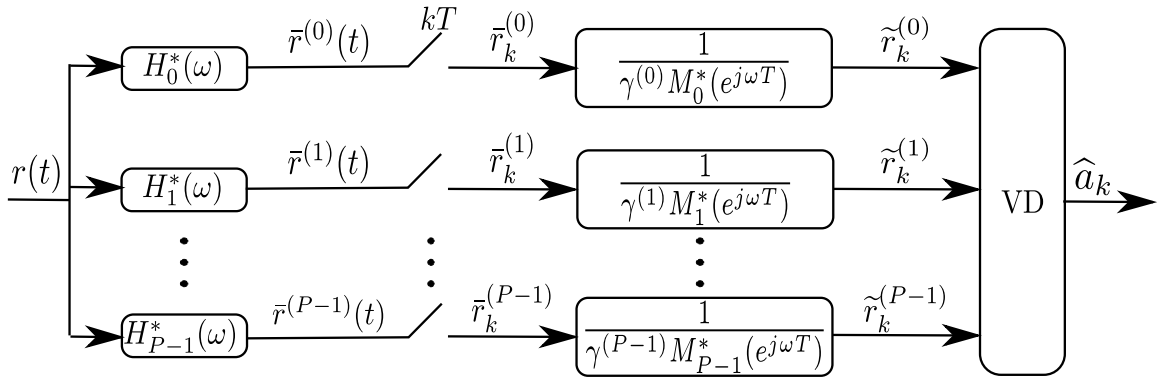 kT
r̄^(0)(t) r̄_k^(0) 1 r̃_k^(0)
H_0^*(ω) γ^(0) M_0^*(e^{jωT})
r̄^(1)(t) r̄_k^(1) 1 r̃_k^(1)
r(t) H_1^*(ω) γ^(1) M_1^*(e^{jωT}) VD â_k
r̄^(P−1)(t) r̄_k^(P−1) 1 r̃_k^(P−1)
H_{P−1}^*(ω) γ^(P−1) M_{P−1}^*(e^{jωT})